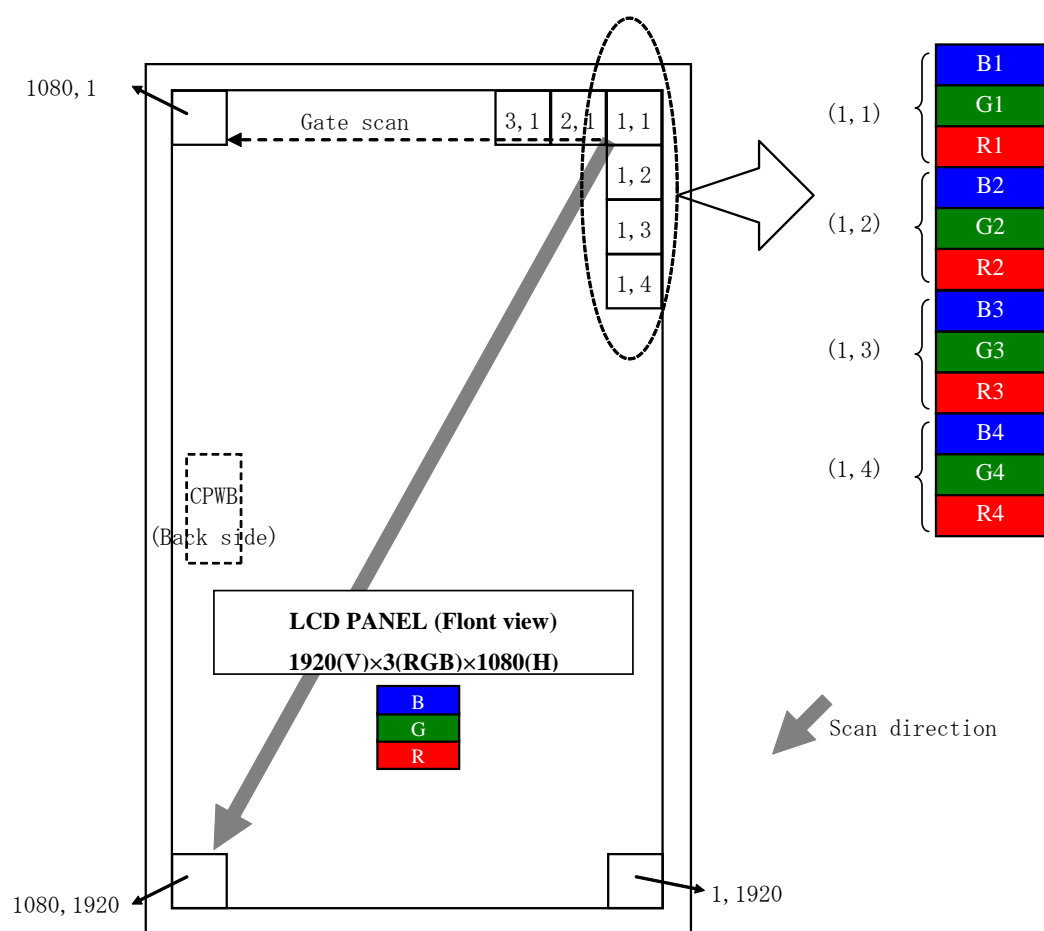 1080,1
Gate scan
3,1
2,1
1,1
1,2
1,3
1,4
(1,1)
(1,2)
(1,3)
(1,4)
B1
G1
R1
B2
G2
R2
B3
G3
R3
B4
G4
R4
CPWB
(Back side)
LCD PANEL (Flont view)
1920(V)×3(RGB)×1080(H)
B
G
R
Scan direction
1080,1920
1,1920